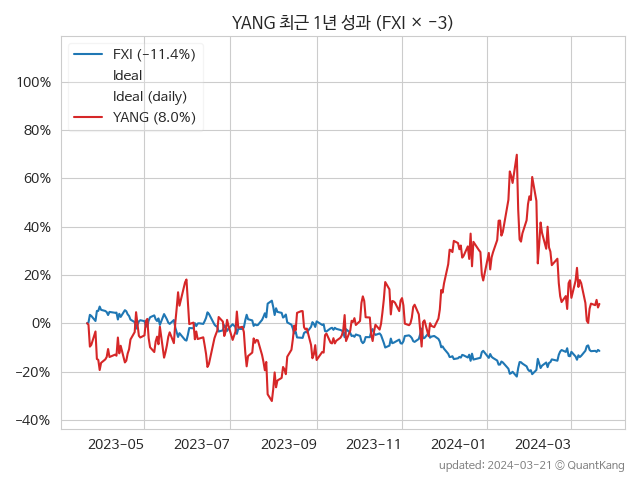 YANG 최근 1년 성과 (FXI × −3)
FXI (−11.4%)
Ideal
Ideal (daily)
YANG (8.0%)
100%
80%
60%
40%
20%
0%
−20%
−40%
2023−05
2023−07
2023−09
2023−11
2024−01
2024−03
updated: 2024−03−21 © QuantKang